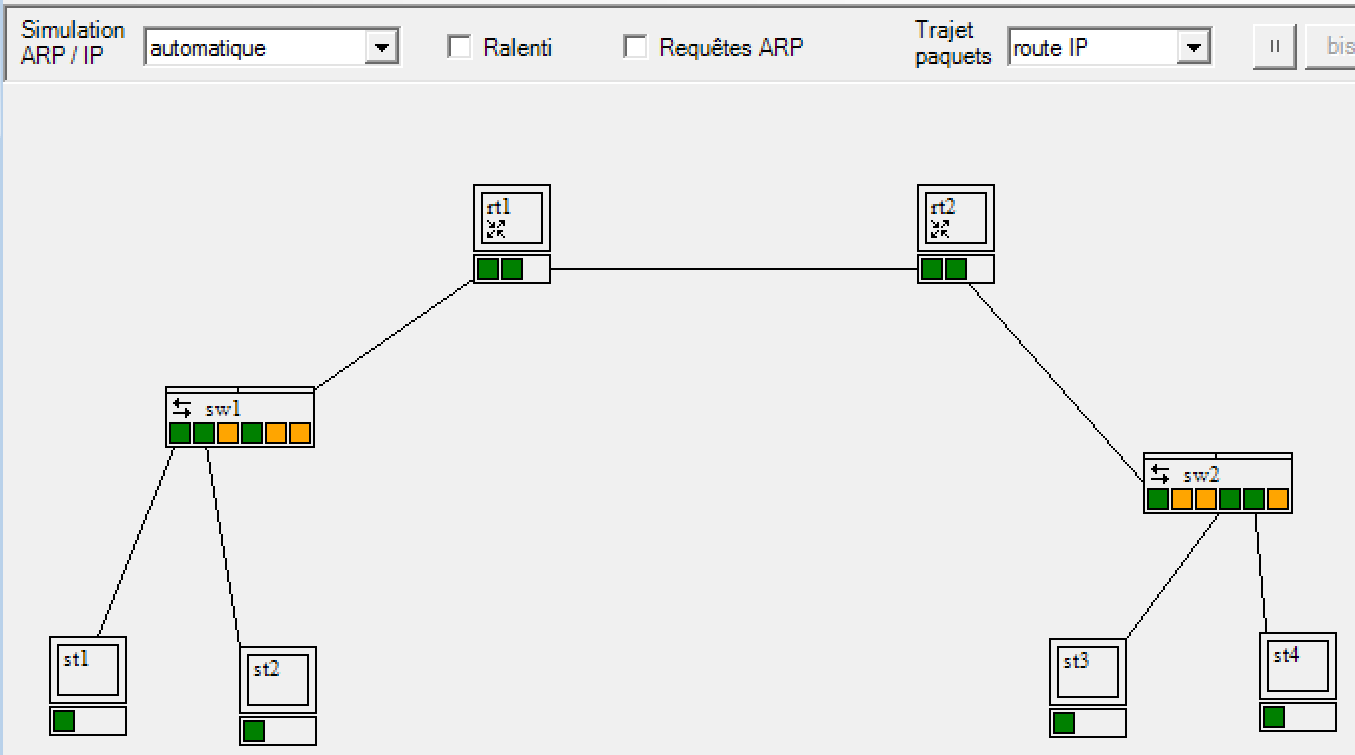 Simulation
ARP / IP
automatique
Ralenti
Requêtes ARP
Trajet
paquets
route IP
II
bis
rt1
rt2
sw1
sw2
st1
st2
st3
st4